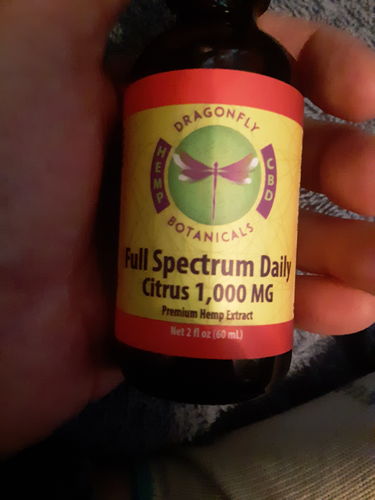 DRAGONFLY
HEMP
CBD
BOTANICALS
Full Spectrum Daily
Citrus 1,000 MG
Premium Hemp Extract
Net 2 fl oz (60 mL)